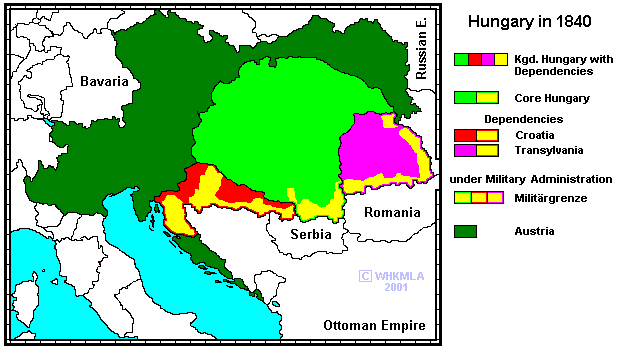 Hungary in 1840
Bavaria
Russian E.
Kgd. Hungary with
Dependencies
Core Hungary
Dependencies
Croatia
Transylvania
under Military Administration
Militärgrenze
Romania
Serbia
Austria
C WHKMLA
2001
Ottoman Empire